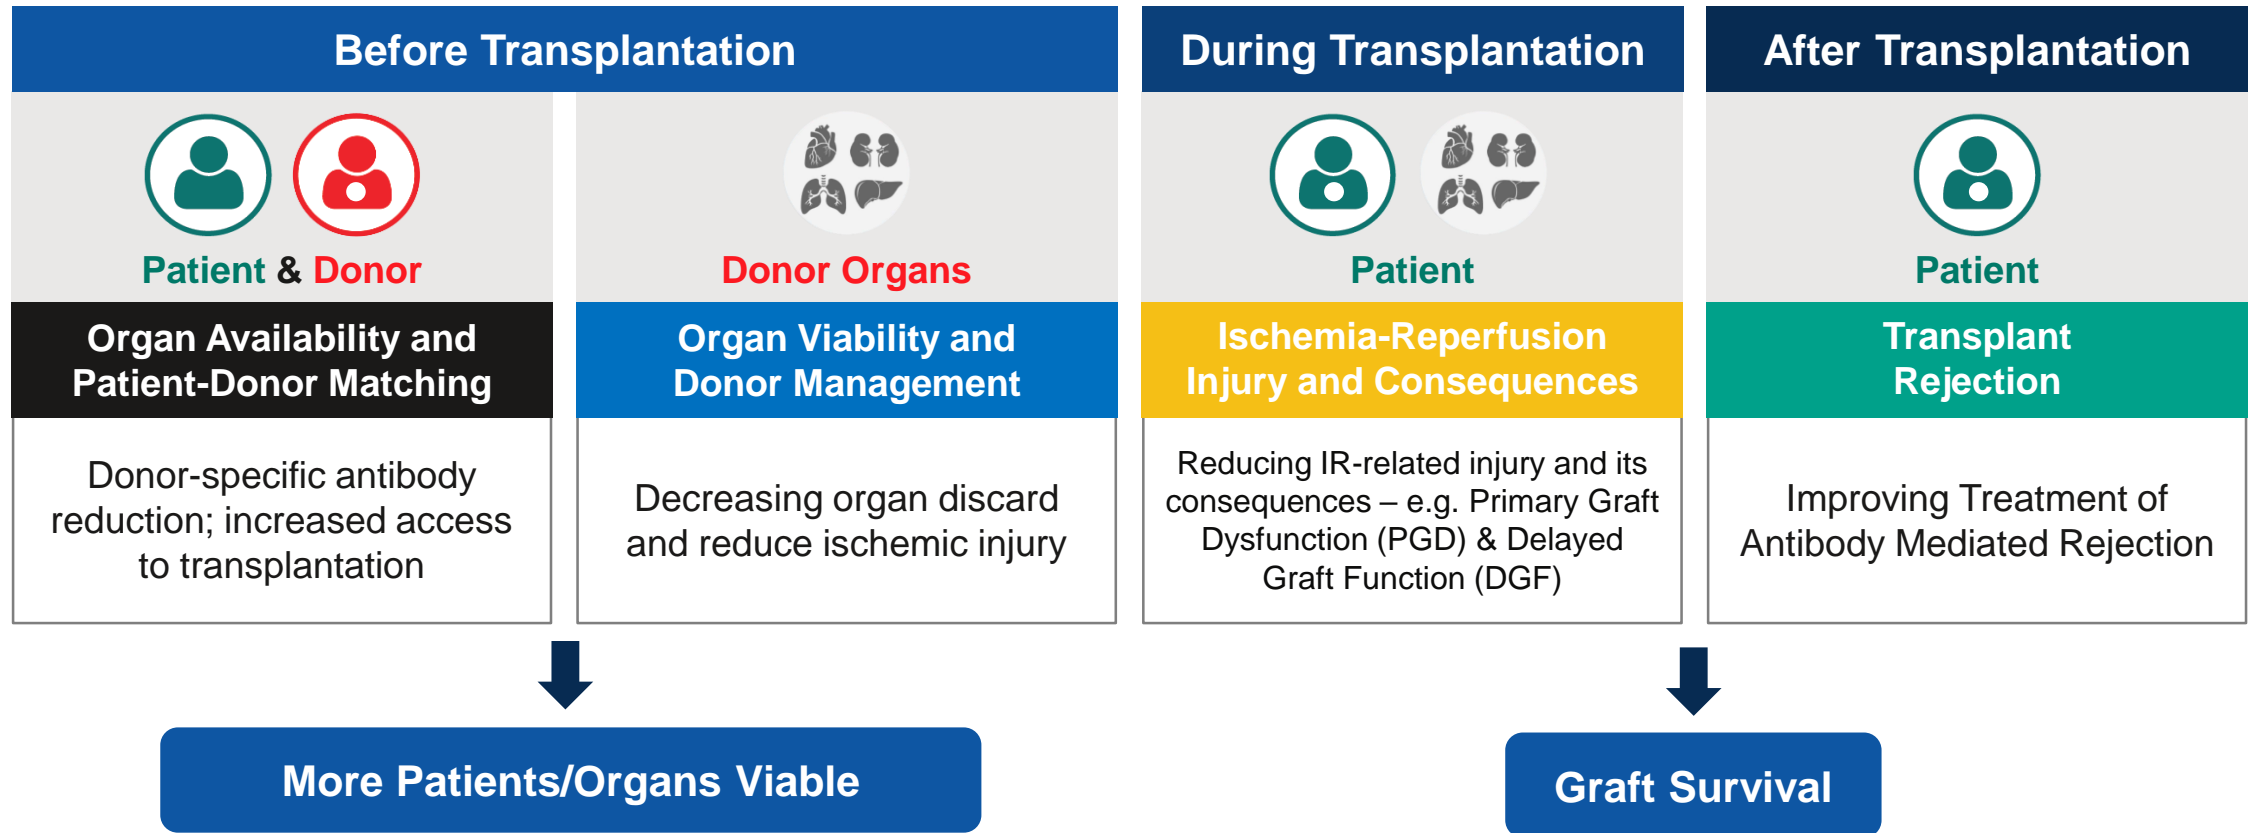 Before Transplantation
Patient & Donor
Organ Availability and
Patient-Donor Matching
Donor-specific antibody
reduction; increased access
to transplantation
Donor Organs
Organ Viability and
Donor Management
Decreasing organ discard
and reduce ischemic injury
More Patients/Organs Viable
During Transplantation
Patient
Ischemia-Reperfusion
Injury and Consequences
Reducing IR-related injury and its
consequences – e.g. Primary Graft
Dysfunction (PGD) & Delayed
Graft Function (DGF)
After Transplantation
Patient
Transplant
Rejection
Improving Treatment of
Antibody Mediated Rejection
Graft Survival